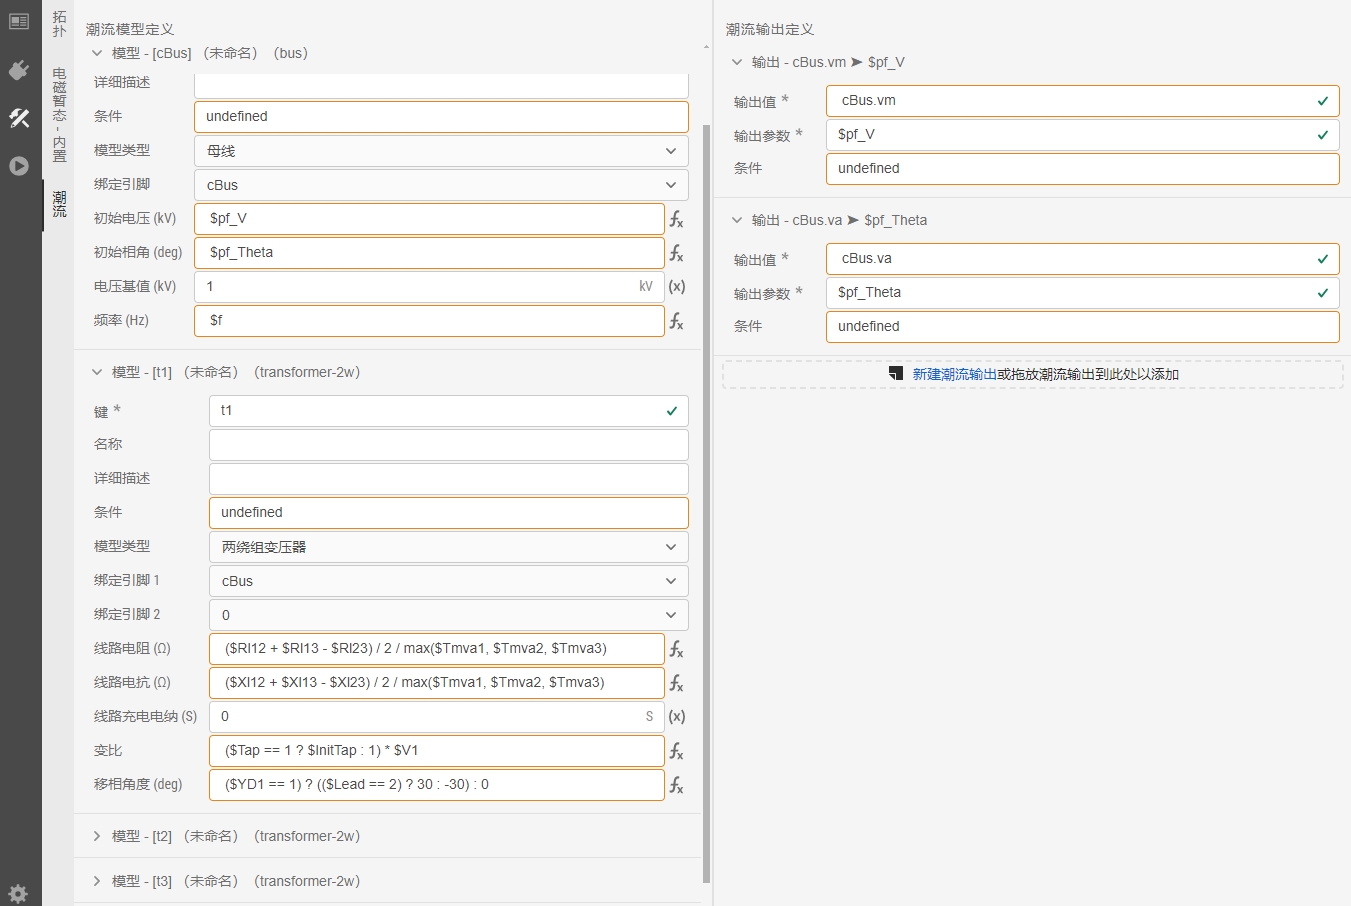 拓扑
电磁暂态-内置
潮流
潮流模型定义
模型 - [cBus] （未命名）（bus）
详细描述
条件 undefined
模型类型 母线
绑定引脚 cBus
初始电压 (kV) $pf_V
初始相角 (deg) $pf_Theta
电压基值 (kV) 1 kV (x)
频率 (Hz) $f
模型 - [t1] （未命名）（transformer-2w）
键 * t1
名称
详细描述
条件 undefined
模型类型 两绕组变压器
绑定引脚 1 cBus
绑定引脚 2 0
线路电阻 (Ω) ($Rl12 + $Rl13 - $Rl23) / 2 / max($Tmva1, $Tmva2, $Tmva3)
线路电抗 (Ω) ($Xl12 + $Xl13 - $Xl23) / 2 / max($Tmva1, $Tmva2, $Tmva3)
线路充电电纳 (S) 0 S (x)
变比 ($Tap == 1 ? $InitTap : 1) * $V1
移相角度 (deg) ($YD1 == 1) ? (($Lead == 2) ? 30 : -30) : 0
模型 - [t2] （未命名）（transformer-2w）
模型 - [t3] （未命名）（transformer-2w）
潮流输出定义
输出 - cBus.vm ➤ $pf_V
输出值 * cBus.vm
输出参数 * $pf_V
条件 undefined
输出 - cBus.va ➤ $pf_Theta
输出值 * cBus.va
输出参数 * $pf_Theta
条件 undefined
新建潮流输出或拖放潮流输出到此处以添加